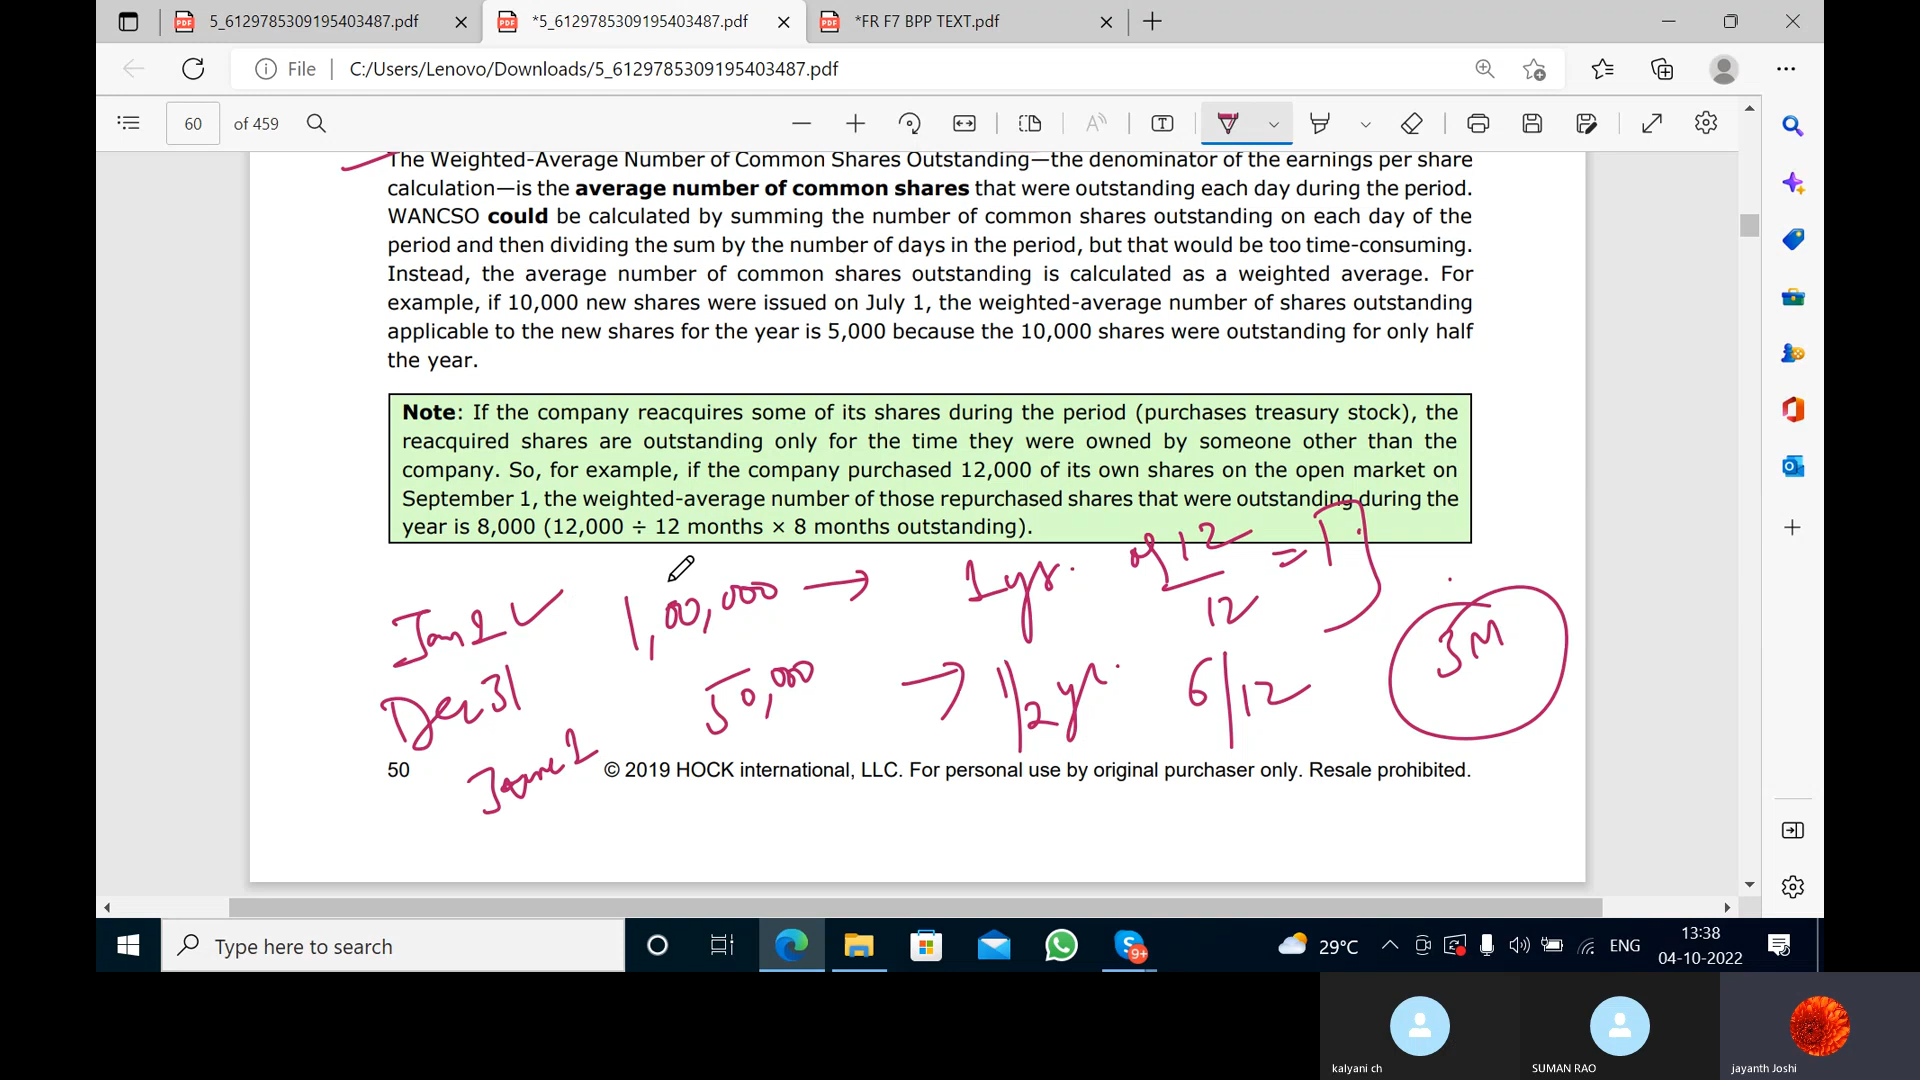 5_6129785309195403487.pdf
*5_6129785309195403487.pdf
*FR F7 BPP TEXT.pdf
File | C:/Users/Lenovo/Downloads/5_6129785309195403487.pdf
60 of 459
The Weighted-Average Number of Common Shares Outstanding—the denominator of the earnings per share
calculation—is the average number of common shares that were outstanding each day during the period.
WANCSO could be calculated by summing the number of common shares outstanding on each day of the
period and then dividing the sum by the number of days in the period, but that would be too time-consuming.
Instead, the average number of common shares outstanding is calculated as a weighted average. For
example, if 10,000 new shares were issued on July 1, the weighted-average number of shares outstanding
applicable to the new shares for the year is 5,000 because the 10,000 shares were outstanding for only half
the year.
Note: If the company reacquires some of its shares during the period (purchases treasury stock), the
reacquired shares are outstanding only for the time they were owned by someone other than the
company. So, for example, if the company purchased 12,000 of its own shares on the open market on
September 1, the weighted-average number of those repurchased shares that were outstanding during the
year is 8,000 (12,000 ÷ 12 months × 8 months outstanding).
Jan 1 1,00,000 → 1 yr. of 12/12 = 1
Dec 31 50,000 → 1/2 yr. 6/12
3M
June 1
50 © 2019 HOCK international, LLC. For personal use by original purchaser only. Resale prohibited.
Type here to search
9+
29°C
ENG
13:38
04-10-2022
kalyani ch
SUMAN RAO
jayanth Joshi